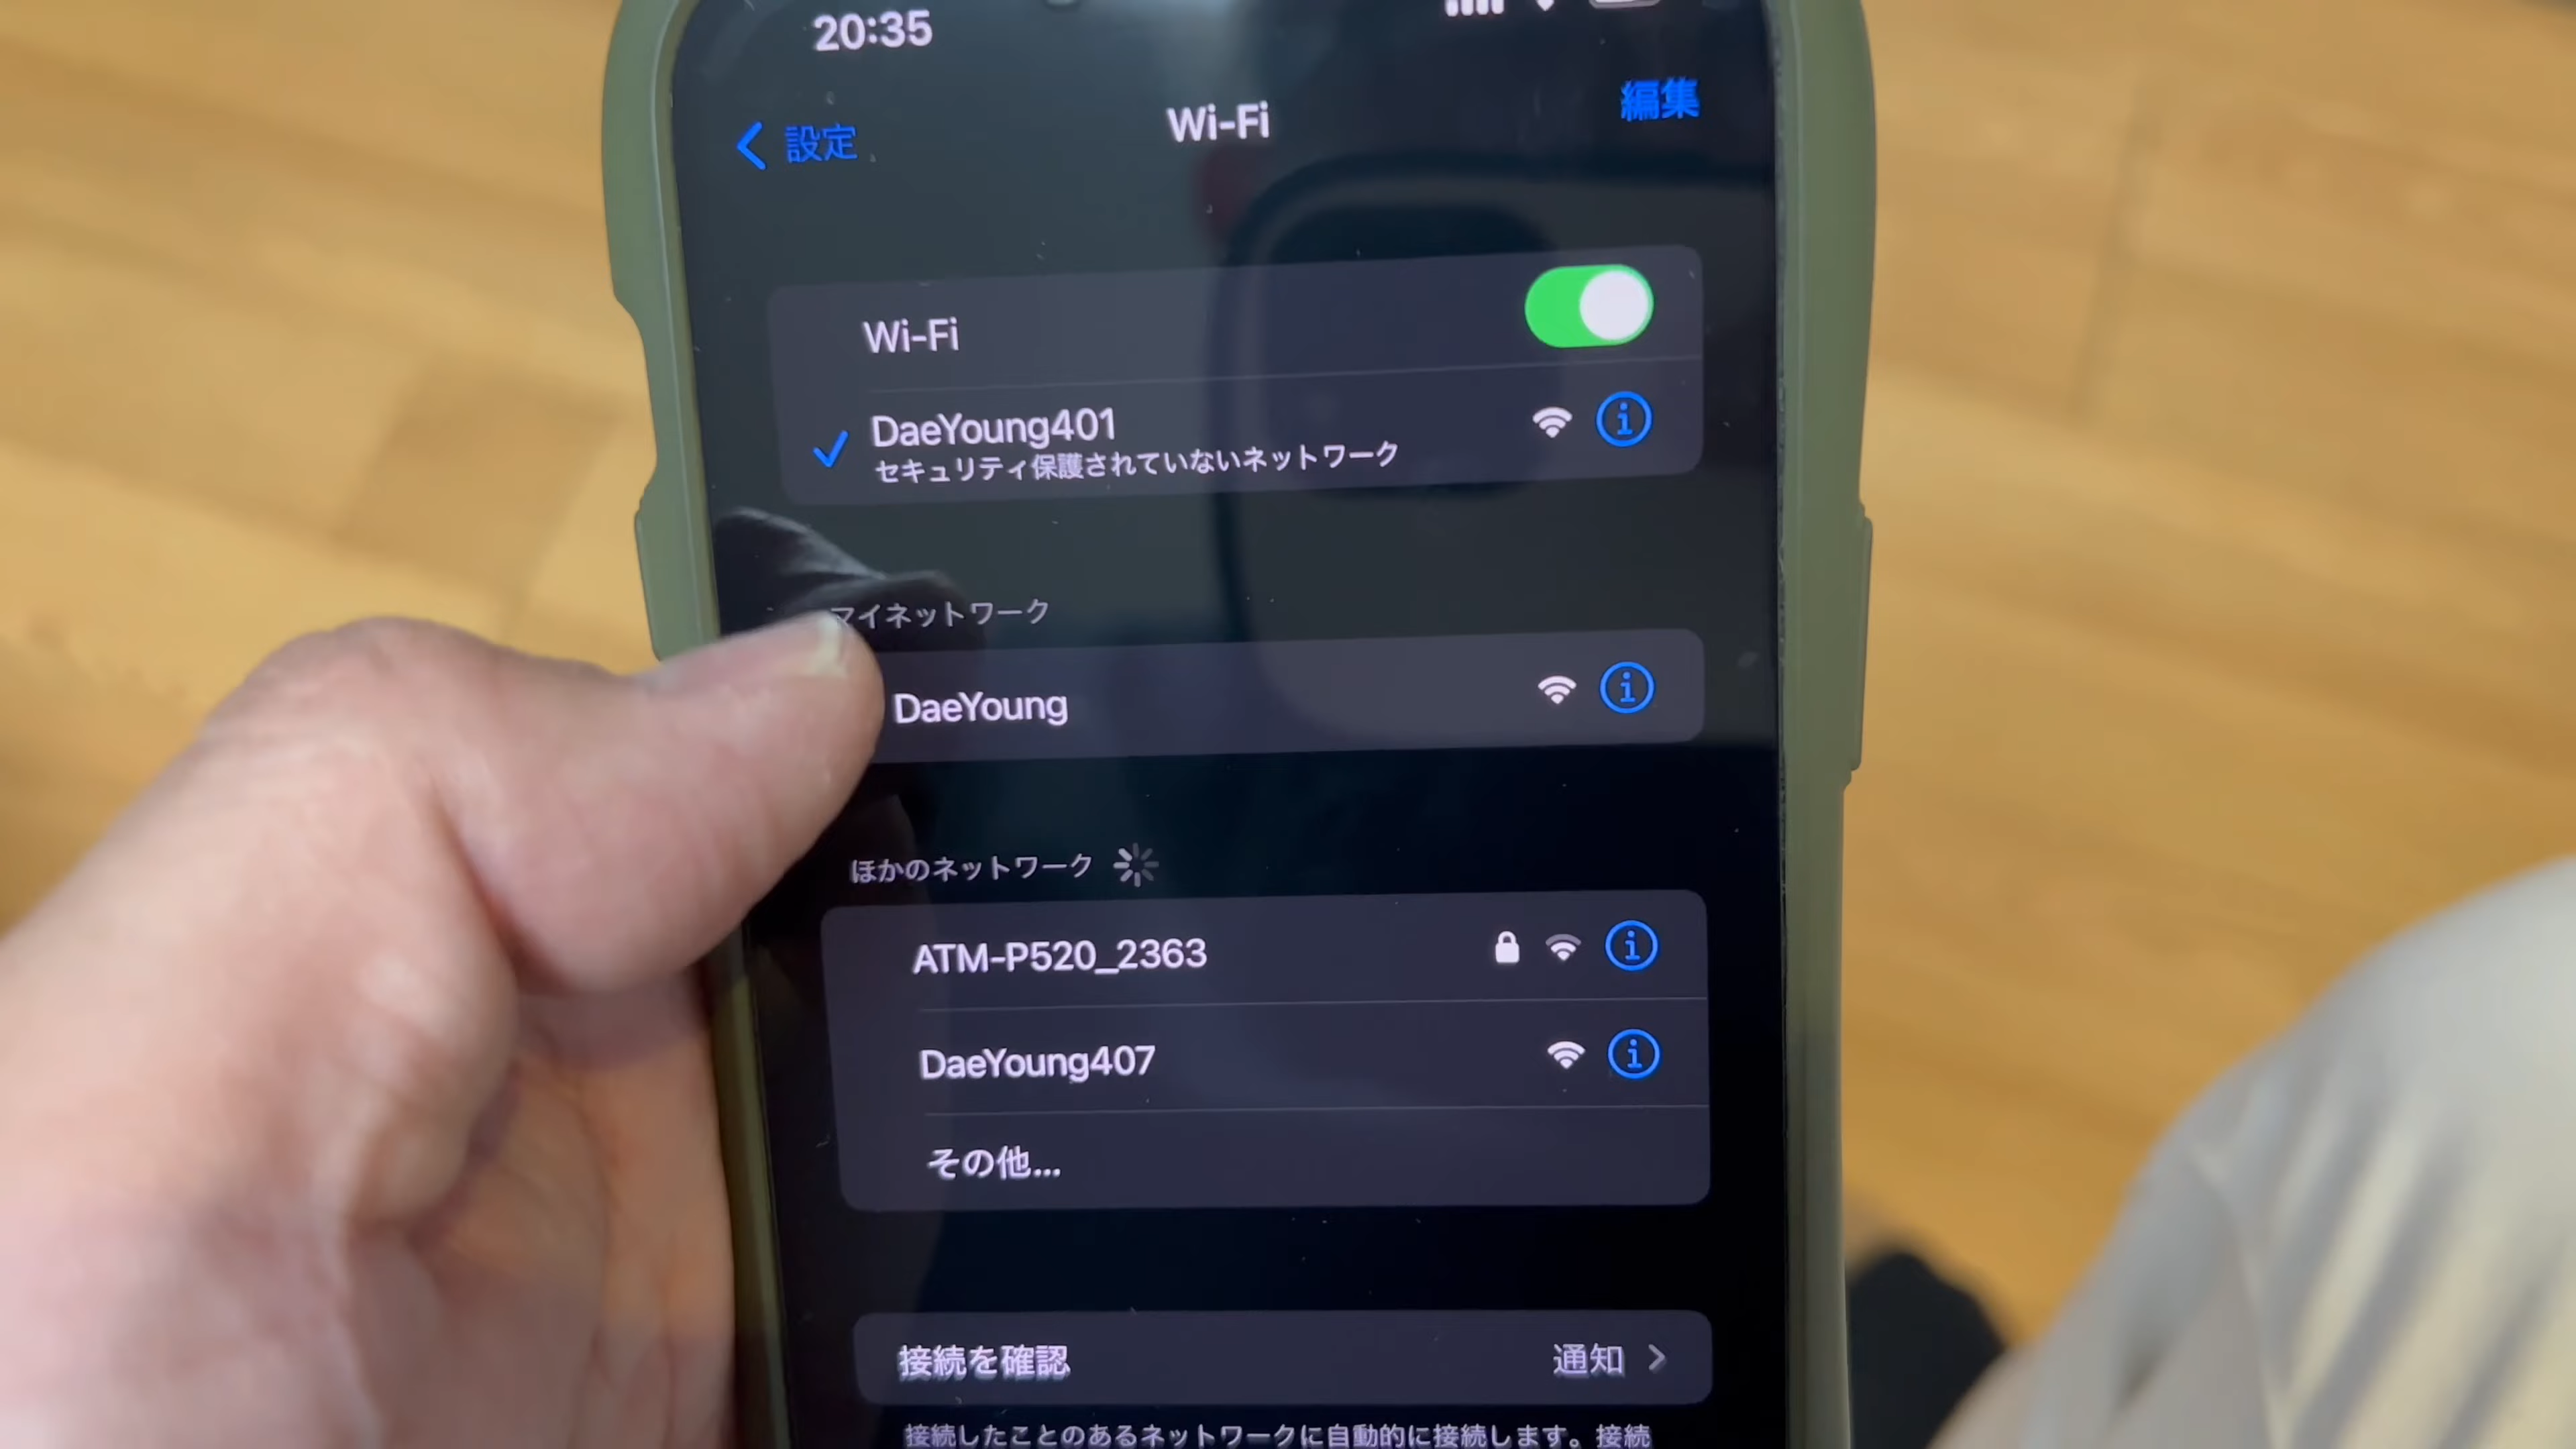 20:35
設定
Wi-Fi
編集
Wi-Fi
DaeYoung401
セキュリティ保護されていないネットワーク
マイネットワーク
DaeYoung
ほかのネットワーク
ATM-P520_2363
DaeYoung407
その他...
接続を確認
通知
接続したことのあるネットワークに自動的に接続します。接続